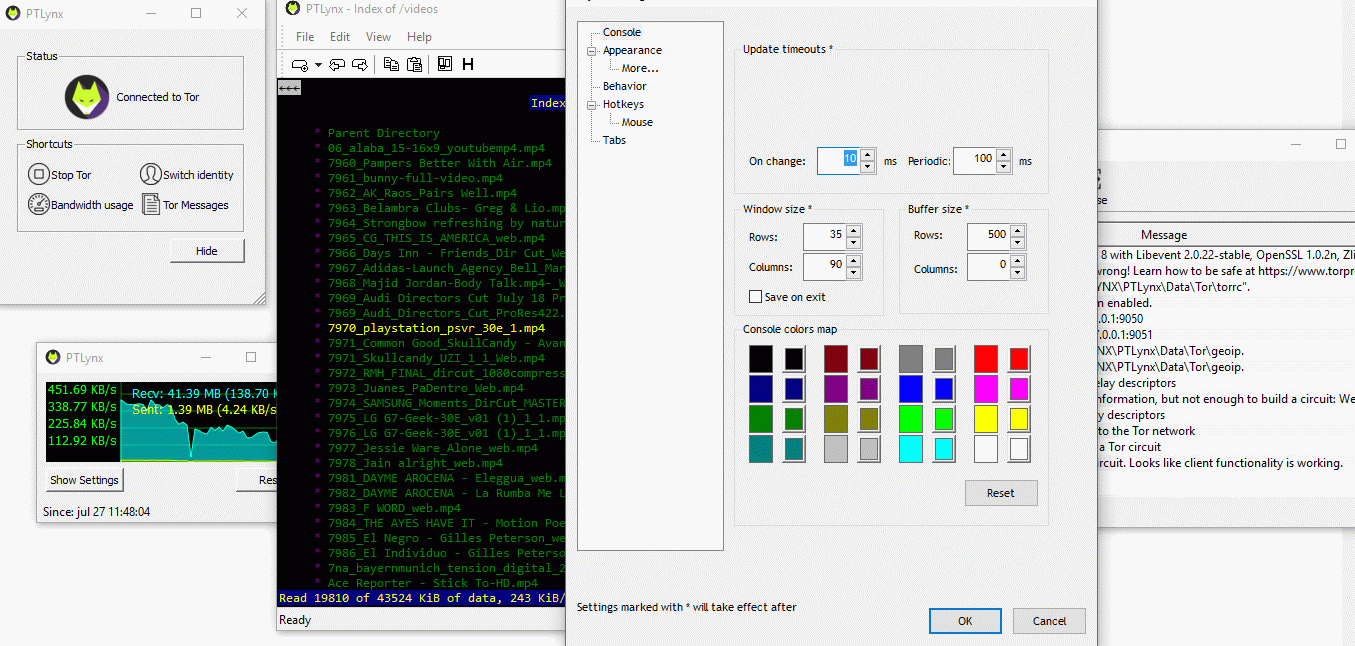 PTLynx
Status
Connected to Tor
Shortcuts
Stop Tor
Switch identity
Bandwidth usage
Tor Messages
Hide
PTLynx
451.69 KB/s
338.77 KB/s
225.84 KB/s
112.92 KB/s
Recv: 41.39 MB (138.70 K
Sent: 1.39 MB (4.24 KB/s
Show Settings
Res
Since: jul 27 11:48:04
PTLynx - Index of /videos
File Edit View Help
H
<<<
Index
* Parent Directory
* 06_alaba_15-16x9_youtubemp4.mp4
* 7960_Pampers Better With Air.mp4
* 7961_bunny-full-video.mp4
* 7962_AK_Raos_Pairs Well.mp4
* 7963_Belambra Clubs- Greg & Lio.mp
* 7964_Strongbow refreshing by natur
* 7965_CG_THIS_IS_AMERICA_web.mp4
* 7966_Days Inn - Friends_Dir Cut_We
* 7967_Adidas-Launch_Agency_Bell_Mar
* 7968_Majid Jordan-Body Talk.mp4-_W
* 7969_Audi Directors Cut July 18 Pr
* 7969_Audi_Directors_Cut_ProRes422.
* 7970_playstation_psvr_30e_1.mp4
* 7971_Common Good_SkullCandy - Avan
* 7971_Skullcandy_UZI_1_1_Web.mp4
* 7972_RMH_FINAL_dircut_1080compress
* 7973_Juanes_PaDentro_Web.mp4
* 7974_SAMSUNG_Moments_DirCut_MASTER
* 7975_LG G7-Geek-30E_v01 (1)_1_1.mp
* 7976_LG G7-Geek-30E_v01 (1)_1_1.mp
* 7977_Jessie Ware_Alone_web.mp4
* 7978_Jain alright_web.mp4
* 7981_DAYME AROCENA - Eleggua_web.m
* 7982_DAYME AROCENA - La Rumba Me L
* 7983_F WORD_web.mp4
* 7984_THE AYES HAVE IT - Motion Poe
* 7985_El Negro - Gilles Peterson_we
* 7986_El Individuo - Gilles Peterso
* 7na_bayernmunich_tension_digital_2
* Ace Reporter - Stick To-HD.mp4
Read 19810 of 43524 KiB of data, 243 KiB/
Ready
Console
Appearance
More...
Behavior
Hotkeys
Mouse
Tabs
Update timeouts *
On change: 10 ms Periodic: 100 ms
Window size *
Rows: 35
Columns: 90
Save on exit
Buffer size *
Rows: 500
Columns: 0
Console colors map
Reset
Settings marked with * will take effect after
OK
Cancel
se
Message
8 with Libevent 2.0.22-stable, OpenSSL 1.0.2n, Zli
wrong! Learn how to be safe at https://www.torpr
YNX\PTLynx\Data\Tor\torrc".
n enabled.
.0.1:9050
7.0.0.1:9051
NX\PTLynx\Data\Tor\geoip.
NX\PTLynx\Data\Tor\geoip.
elay descriptors
information, but not enough to build a circuit: We
y descriptors
to the Tor network
a Tor circuit
ircuit. Looks like client functionality is working.